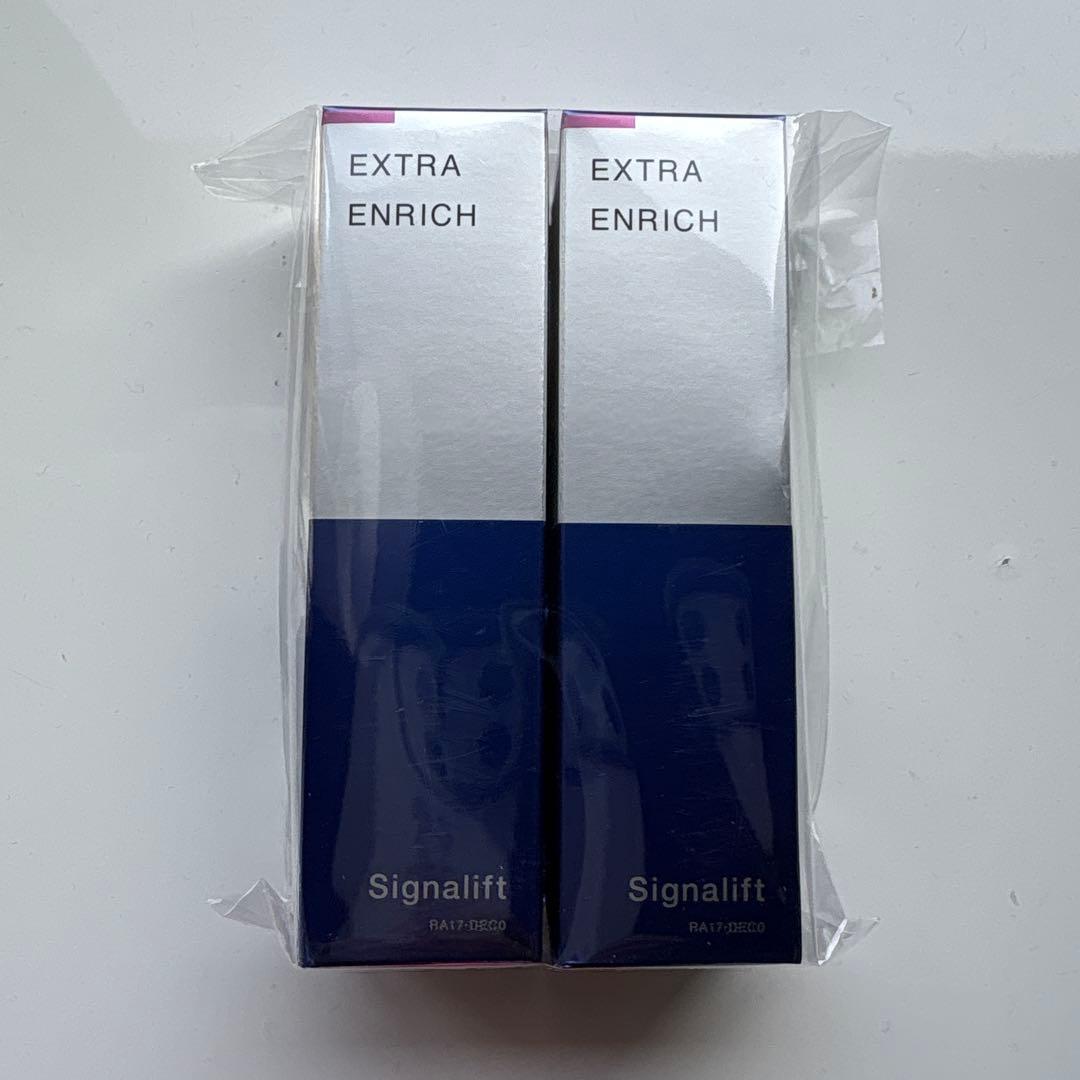 EXTRA
ENRICH
Signalift
RA17·DEC0
EXTRA
ENRICH
Signalift
RA17·DEC0